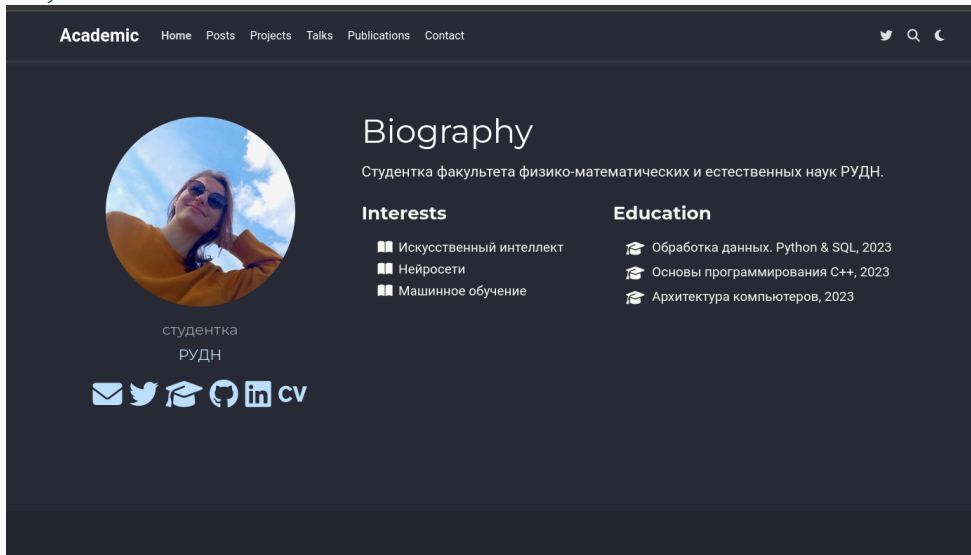 Academic Home Posts Projects Talks Publications Contact
Biography
Студентка факультета физико-математических и естественных наук РУДН.
Interests
Искусственный интеллект
Нейросети
Машинное обучение
Education
Обработка данных. Python & SQL, 2023
Основы программирования C++, 2023
Архитектура компьютеров, 2023
студентка
РУДН
in CV